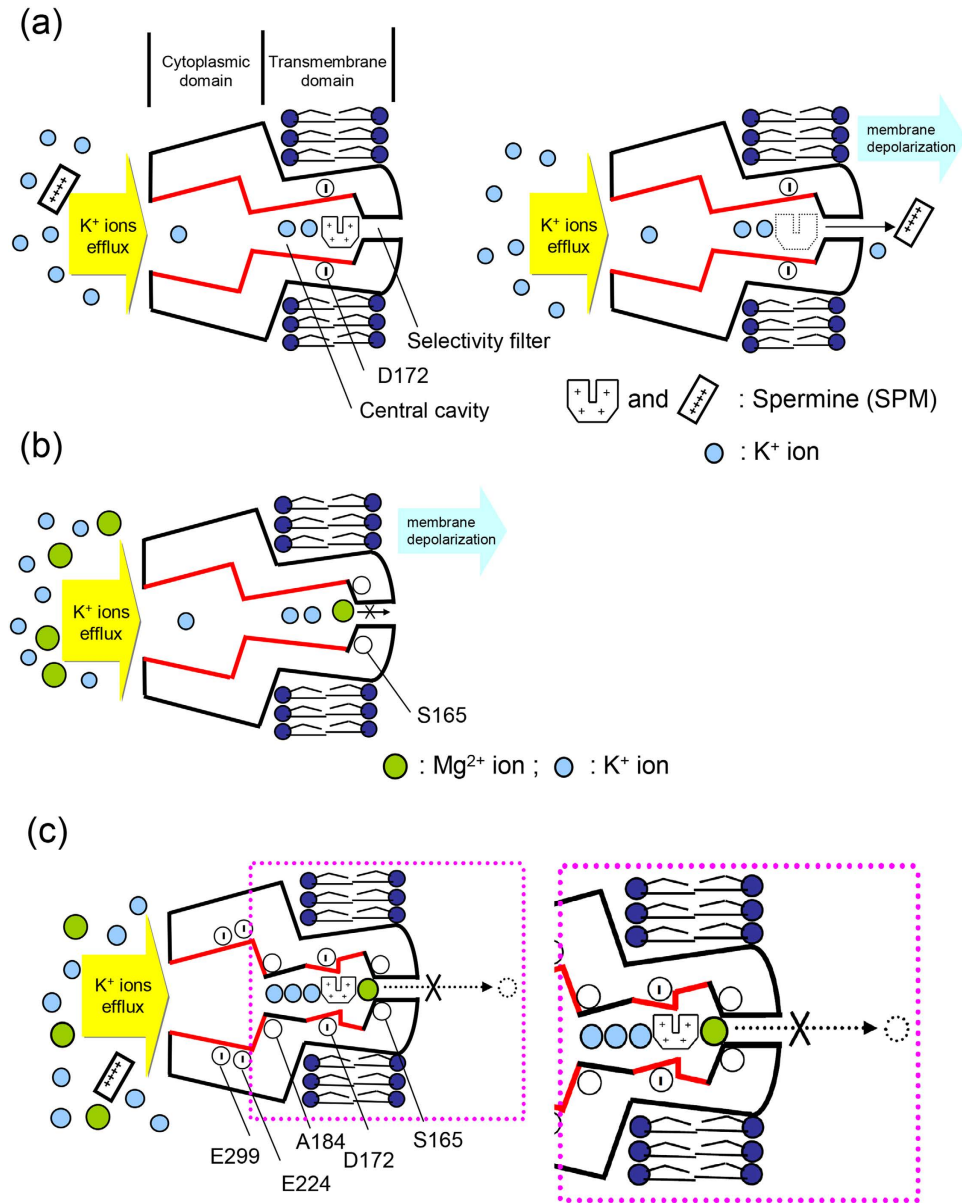 (a)
Cytoplasmic
domain
Transmembrane
domain
K⁺ ions
efflux
++++
+ +
+ +
Selectivity filter
D172
Central cavity
K⁺ ions
efflux
membrane
depolarization
++++
+ +
+ +
and
++++
: Spermine (SPM)
: K⁺ ion
(b)
K⁺ ions
efflux
membrane
depolarization
S165
: Mg²⁺ ion ; : K⁺ ion
(c)
K⁺ ions
efflux
++++
+ +
+ +
E299
E224
A184
D172
S165
+ +
+ +